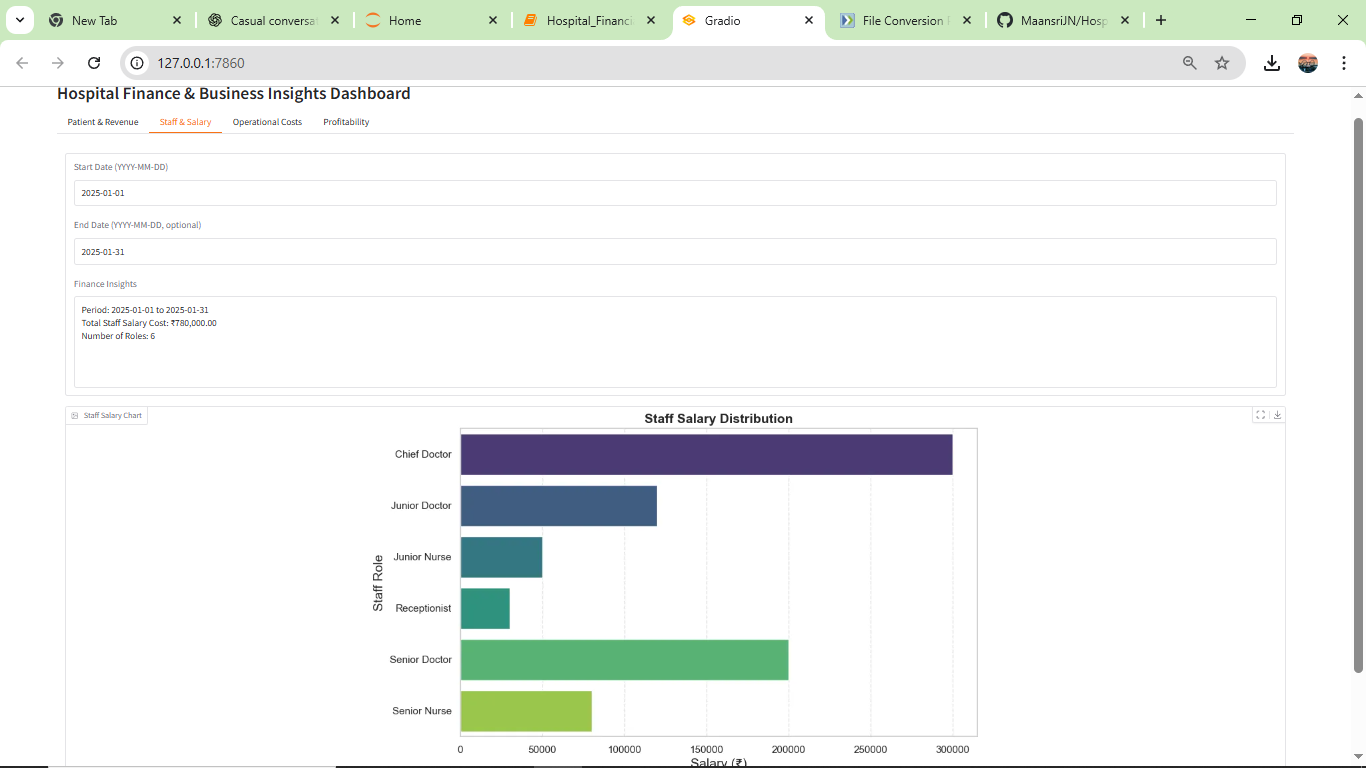 New Tab
Casual conversa
Home
Hospital_Financi
Gradio
File Conversion
MaansriJN/Hosp
127.0.0.1:7860
Hospital Finance & Business Insights Dashboard
Patient & Revenue Staff & Salary Operational Costs Profitability
Start Date (YYYY-MM-DD)
2025-01-01
End Date (YYYY-MM-DD, optional)
2025-01-31
Finance Insights
Period: 2025-01-01 to 2025-01-31
Total Staff Salary Cost: ₹780,000.00
Number of Roles: 6
Staff Salary Chart
Staff Salary Distribution
Staff Role
Chief Doctor
Junior Doctor
Junior Nurse
Receptionist
Senior Doctor
Senior Nurse
0 50000 100000 150000 200000 250000 300000
Salary (₹)